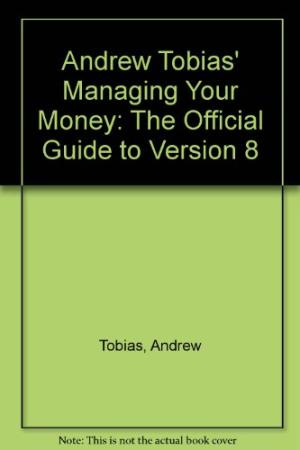 Andrew Tobias'
Managing Your
Money: The Official
Guide to Version 8
Tobias, Andrew
Note: This is not the actual book cover